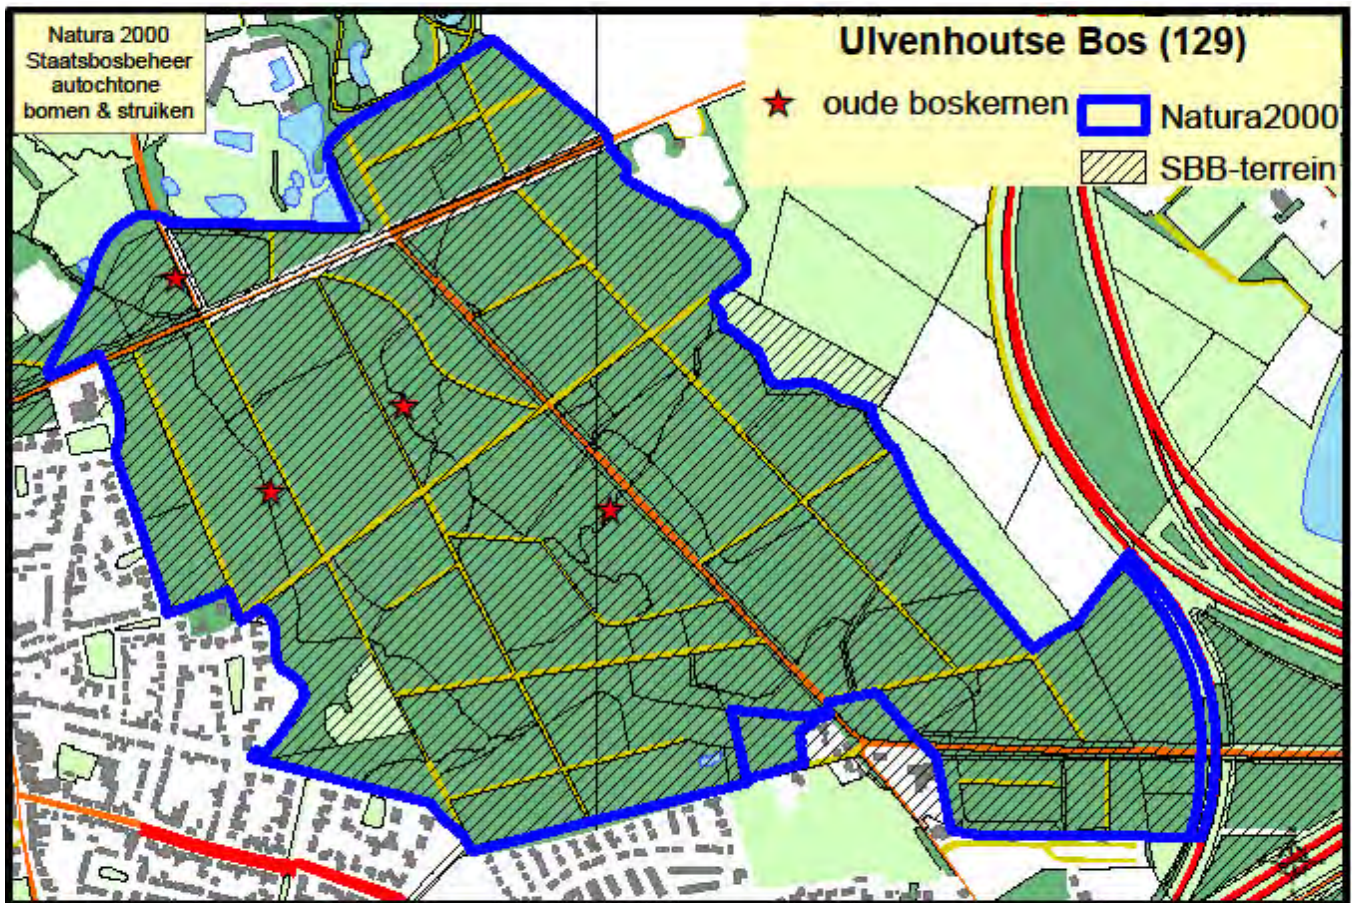 Natura 2000
Staatsbosbeheer
autochtone
bomen & struiken
Ulvenhoutse Bos (129)
oude boskernen
Natura2000
SBB-terrein